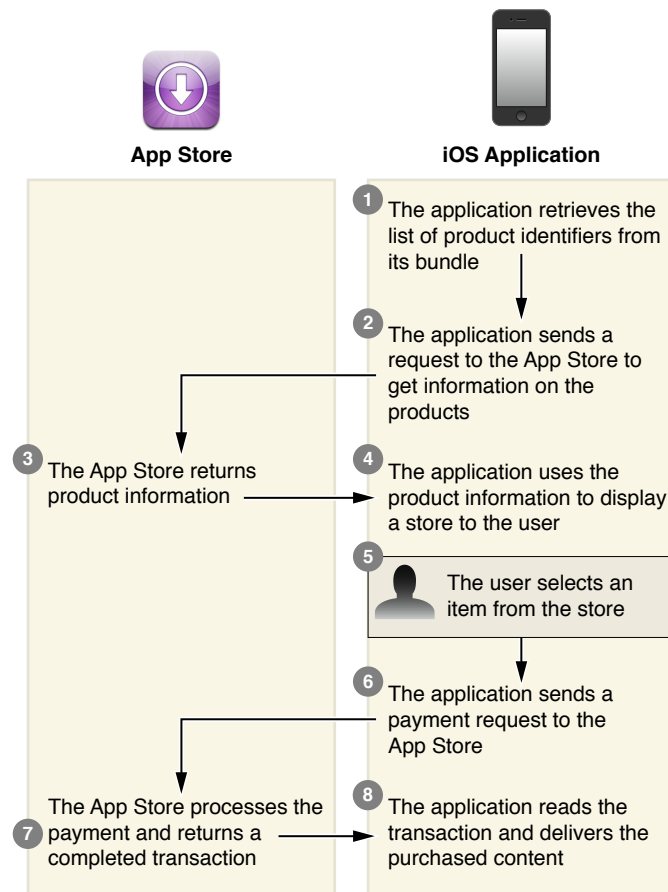 App Store
iOS Application
1
The application retrieves the
list of product identifiers from
its bundle
2
The application sends a
request to the App Store to
get information on the
products
3
The App Store returns
product information
4
The application uses the
product information to display
a store to the user
5
The user selects an
item from the store
6
The application sends a
payment request to the
App Store
7
The App Store processes the
payment and returns a
completed transaction
8
The application reads the
transaction and delivers the
purchased content